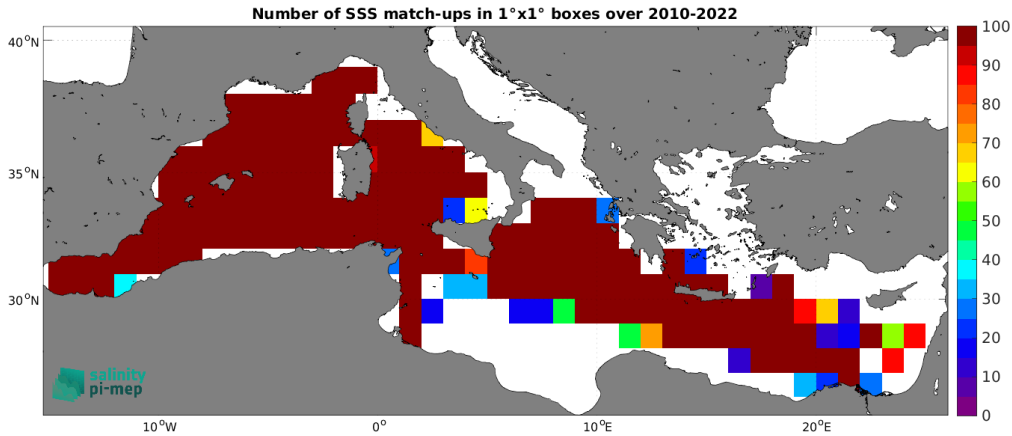 Number of SSS match-ups in 1°x1° boxes over 2010-2022
40°N
35°N
30°N
10°W
0°
10°E
20°E
100
90
80
70
60
50
40
30
20
10
0
salinity
pi-mep